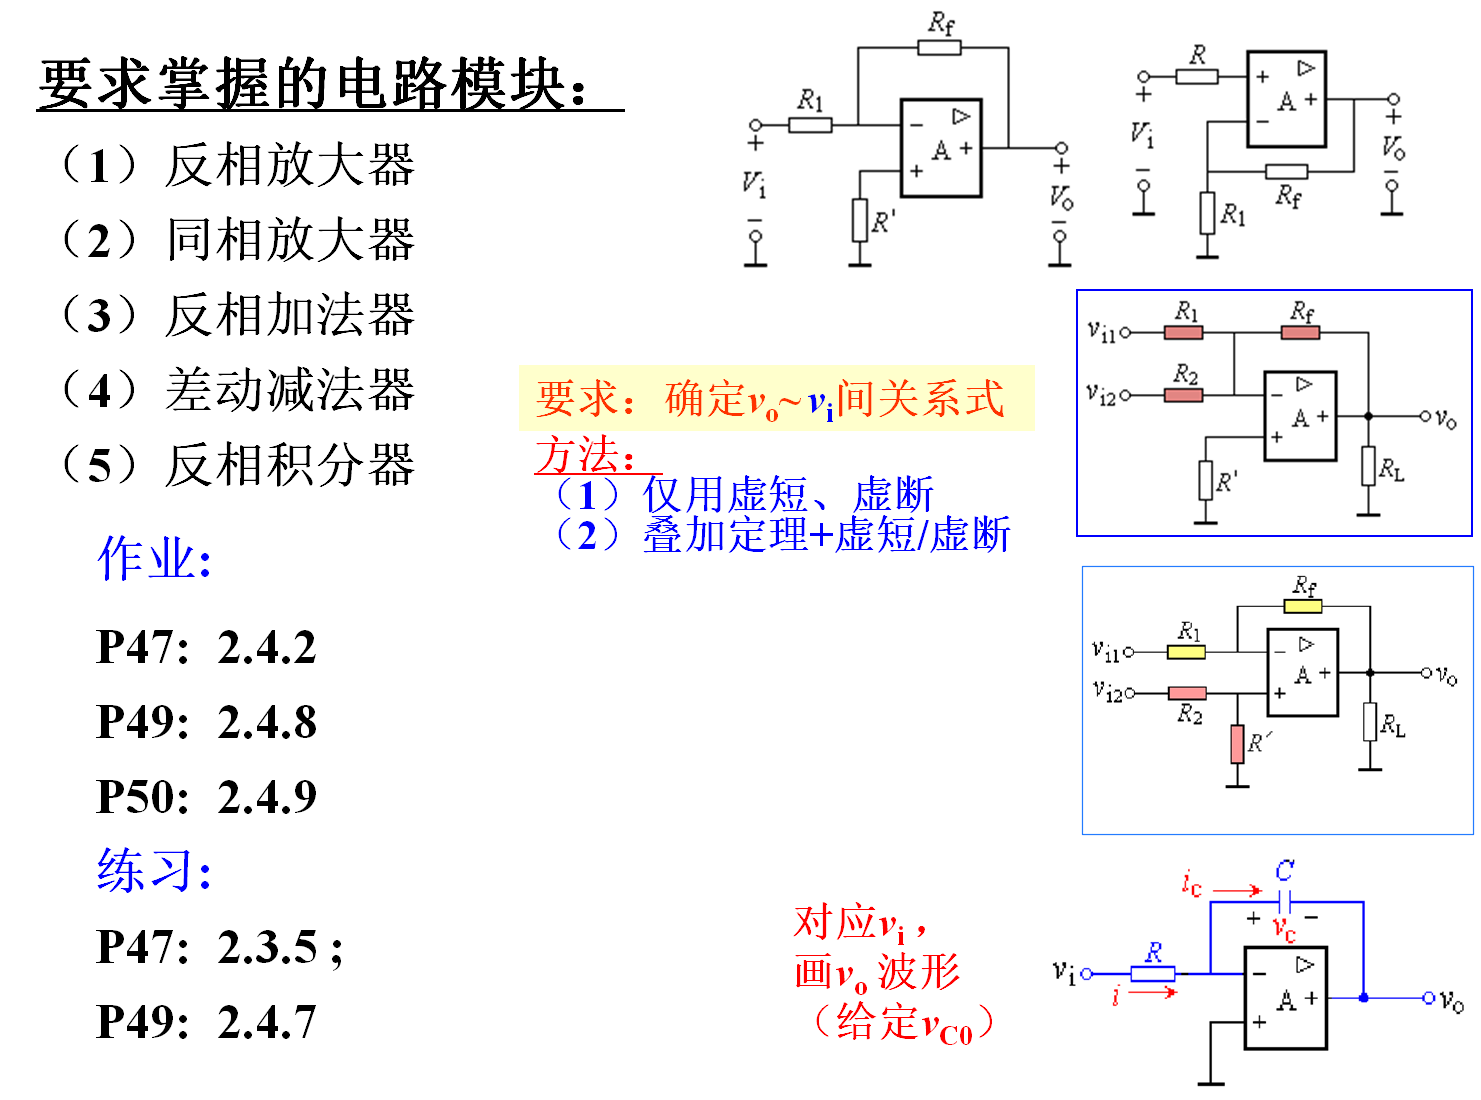 要求掌握的电路模块：
（1）反相放大器
（2）同相放大器
（3）反相加法器
（4）差动减法器
（5）反相积分器
作业：
P47：2.4.2
P49：2.4.8
P50：2.4.9
练习：
P47：2.3.5；
P49：2.4.7
要求：确定vo~vi间关系式
方法：
（1）仅用虚短、虚断
（2）叠加定理+虚短/虚断
对应vi，
画vo波形
（给定vC0）
Rf
R1
−
A +
+
+
Vi
−
R'
+
Vo
−
R
+
A +
−
+
Vi
−
Rf
R1
+
Vo
−
vi1
R1
Rf
vi2
R2
−
A +
+
vo
R'
RL
Rf
vi1
R1
−
A +
vi2
+
vo
R2
R′
RL
iC
C
+ −
vC
vi
R
−
i
A +
+
vo